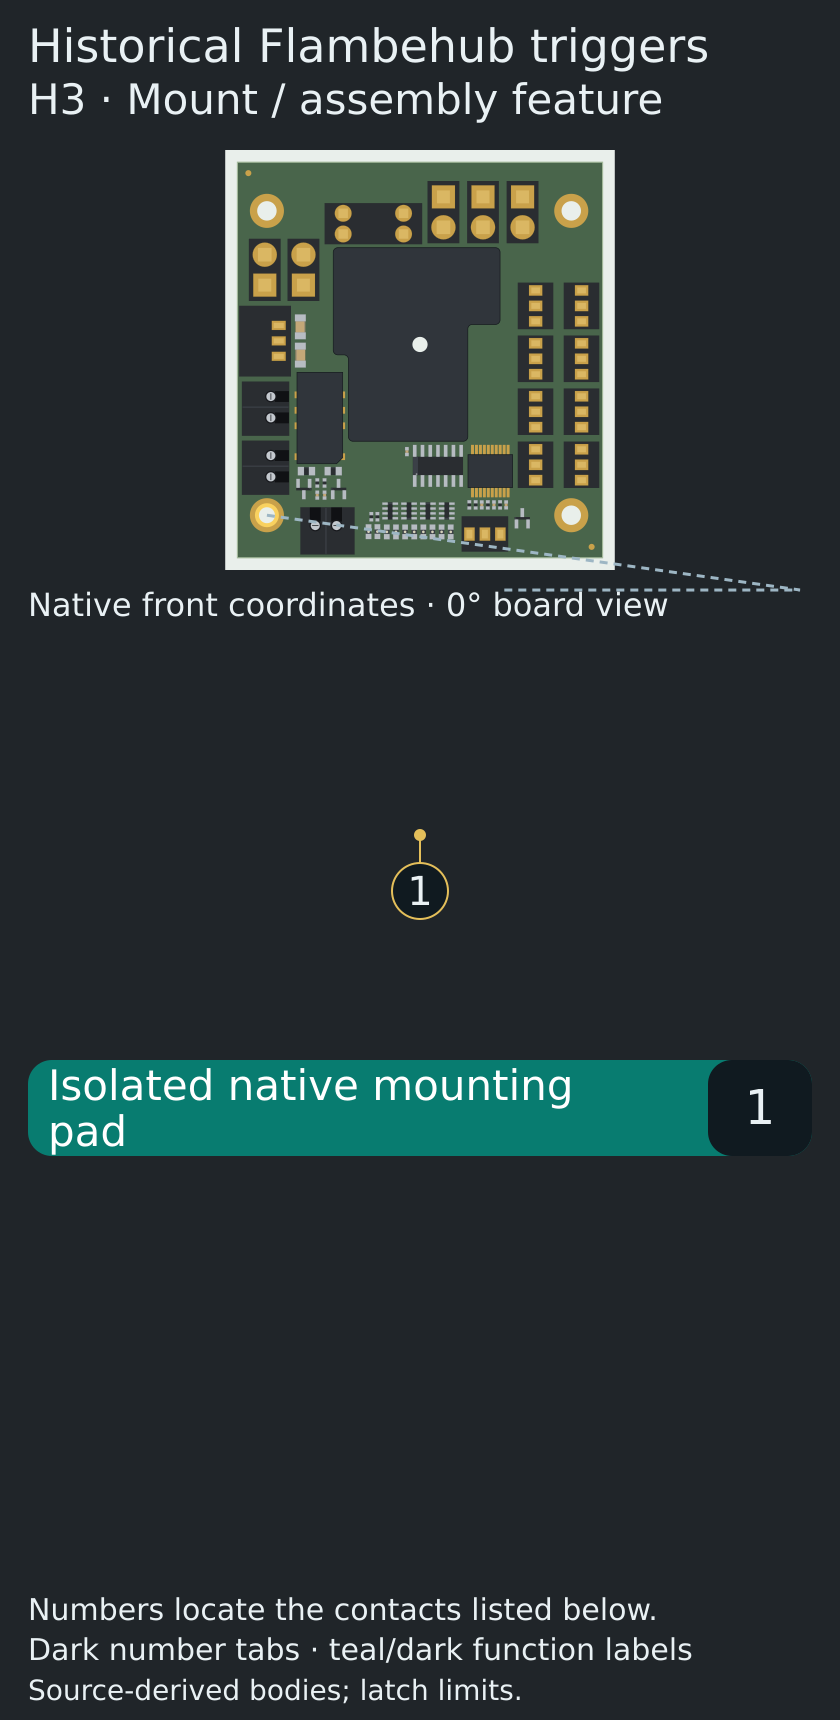 Historical Flambehub triggers
H3 · Mount / assembly feature
Native front coordinates · 0° board view
1
Isolated native mounting
pad
1
Numbers locate the contacts listed below.
Dark number tabs · teal/dark function labels
Source-derived bodies; latch limits.